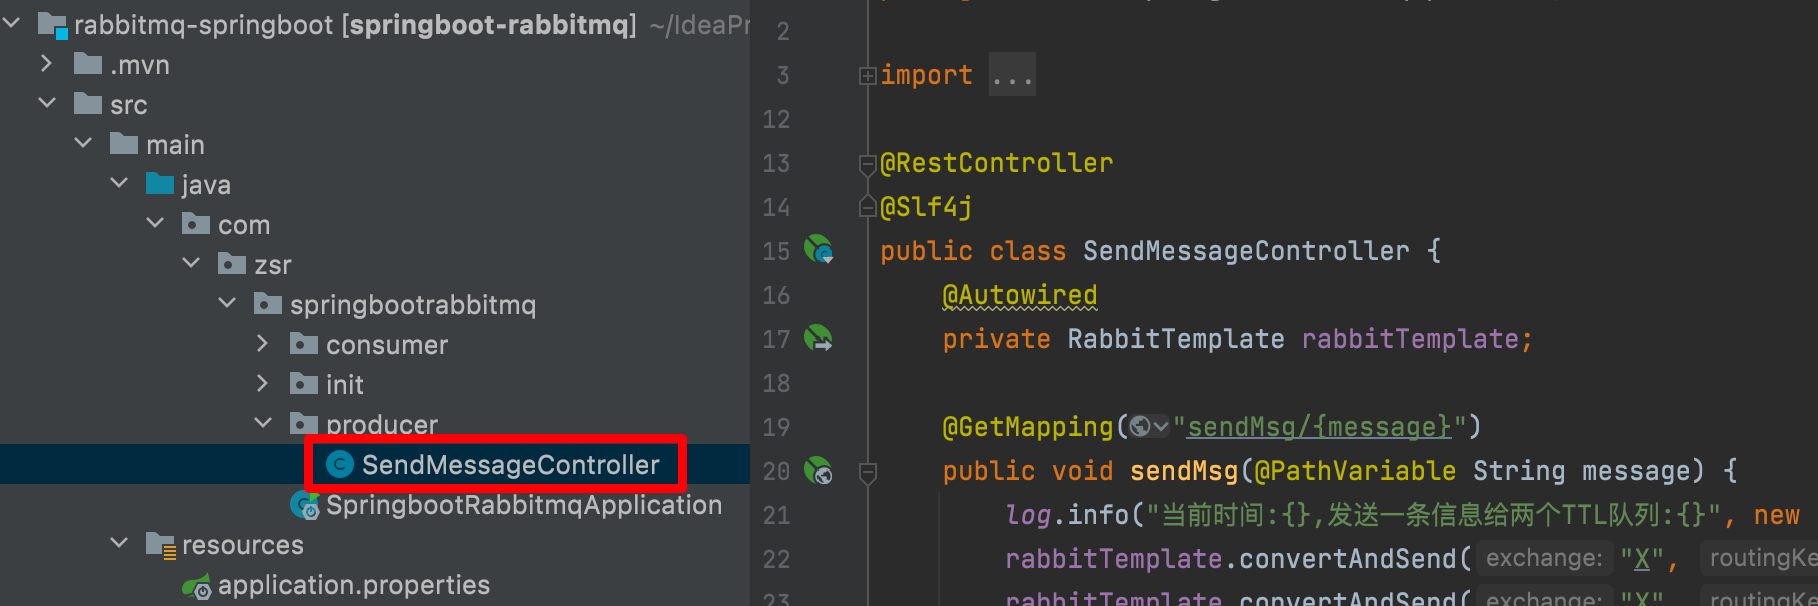 rabbitmq-springboot [springboot-rabbitmq] ~/IdeaPr
.mvn
src
main
java
com
zsr
springbootrabbitmq
consumer
init
producer
SendMessageController
SpringbootRabbitmqApplication
resources
application.properties
2
3 import ...
12
13 @RestController
14 @Slf4j
15 public class SendMessageController {
16 @Autowired
17 private RabbitTemplate rabbitTemplate;
18
19 @GetMapping("sendMsg/{message}")
20 public void sendMsg(@PathVariable String message) {
21 log.info("当前时间:{},发送一条信息给两个TTL队列:{}", new
22 rabbitTemplate.convertAndSend( exchange: "X", routingKe
23 rabbitTemplate.convertAndSend( exchange: "X"